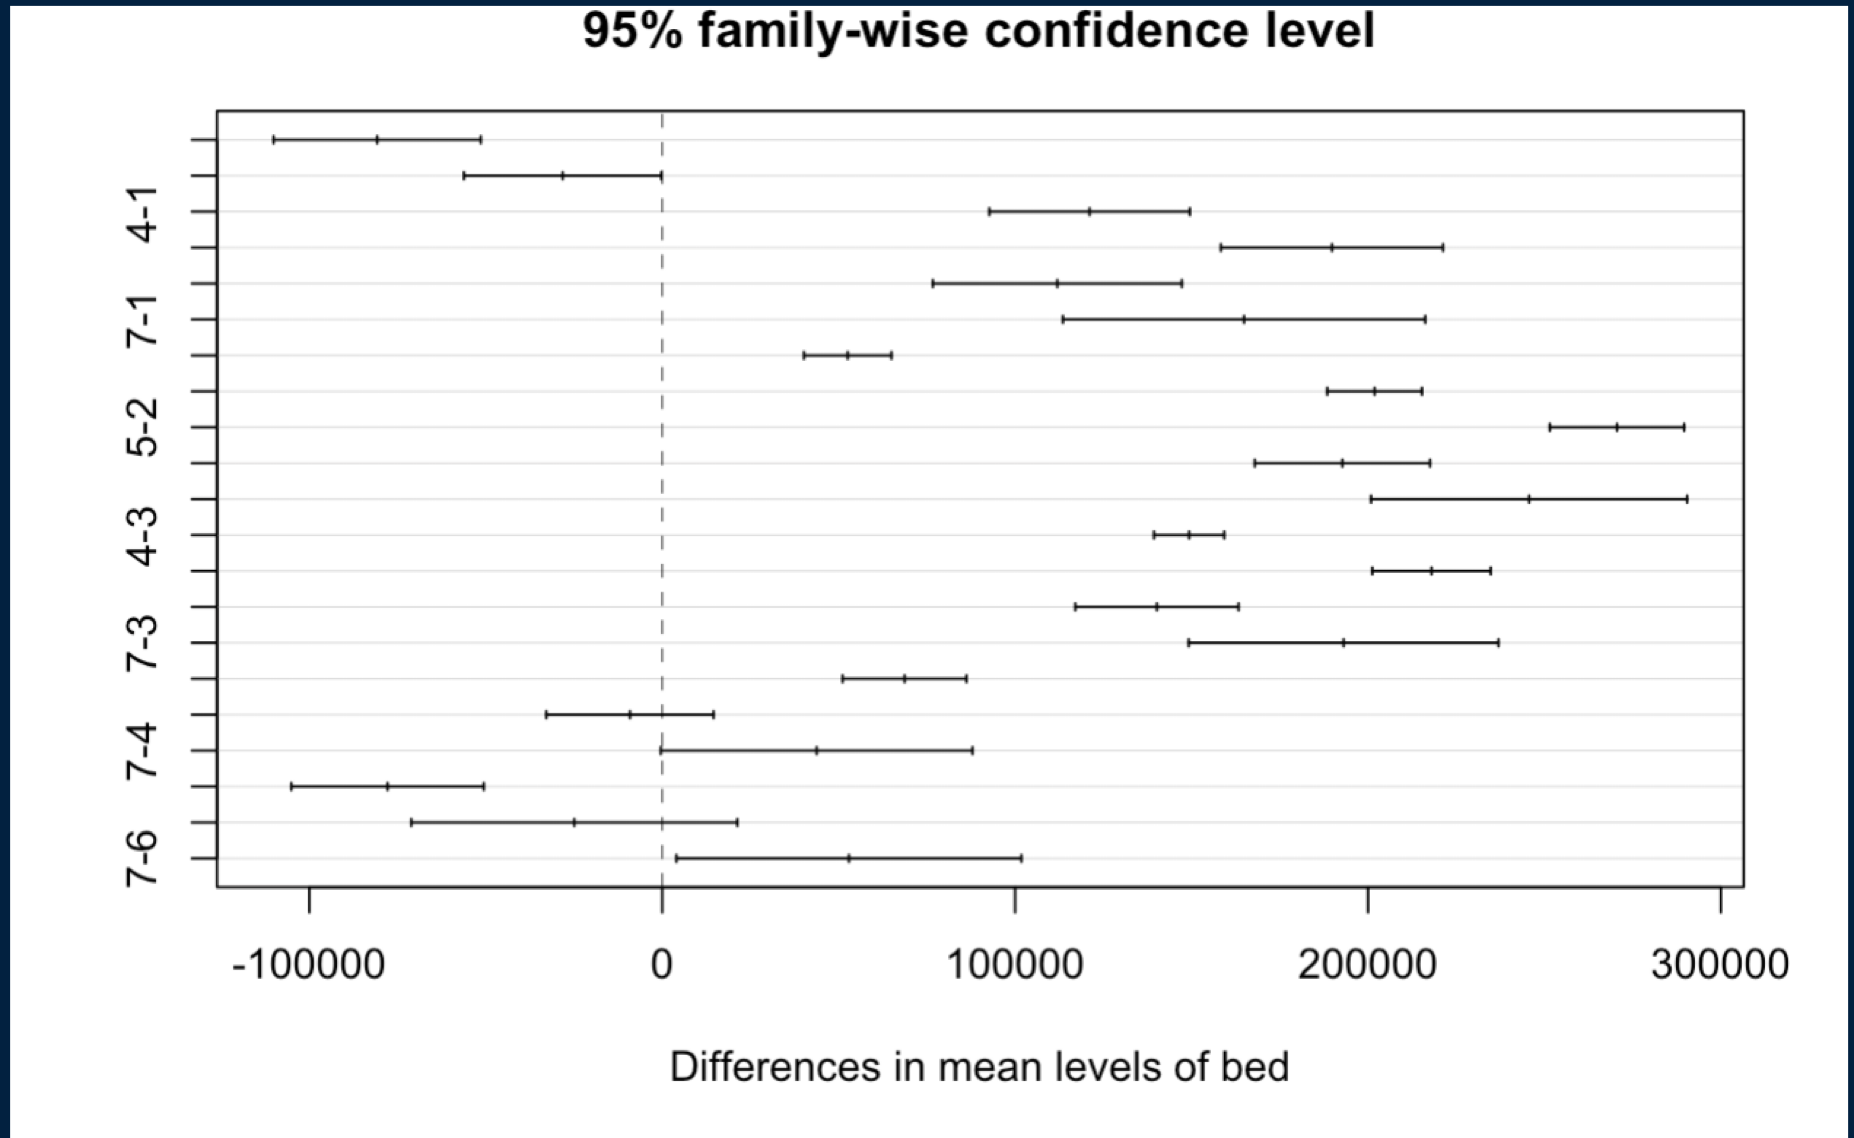 95% family-wise confidence level
4-1
7-1
5-2
4-3
7-3
7-4
7-6
-100000 0 100000 200000 300000
Differences in mean levels of bed